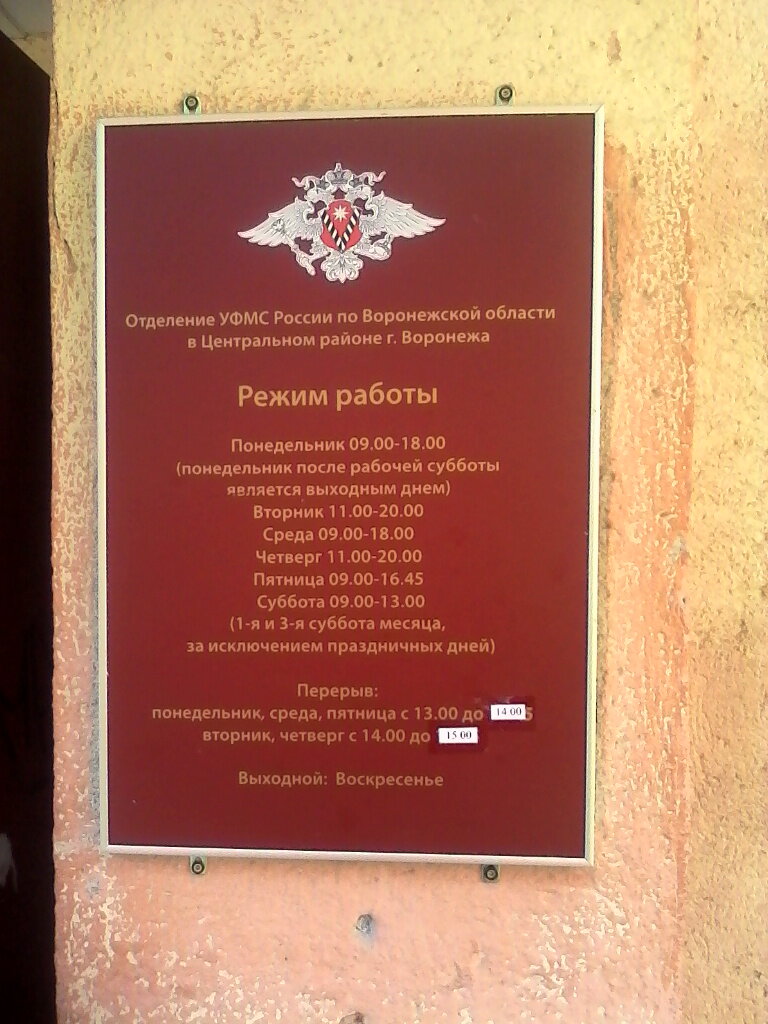 Отделение УФМС России по Воронежской области
в Центральном районе г. Воронежа
Режим работы
Понедельник 09.00-18.00
(понедельник после рабочей субботы
является выходным днем)
Вторник 11.00-20.00
Среда 09.00-18.00
Четверг 11.00-20.00
Пятница 09.00-16.45
Суббота 09.00-13.00
(1-я и 3-я суббота месяца,
за исключением праздничных дней)
Перерыв:
понедельник, среда, пятница с 13.00 до 14.00
вторник, четверг с 14.00 до 15.00
Выходной: Воскресенье